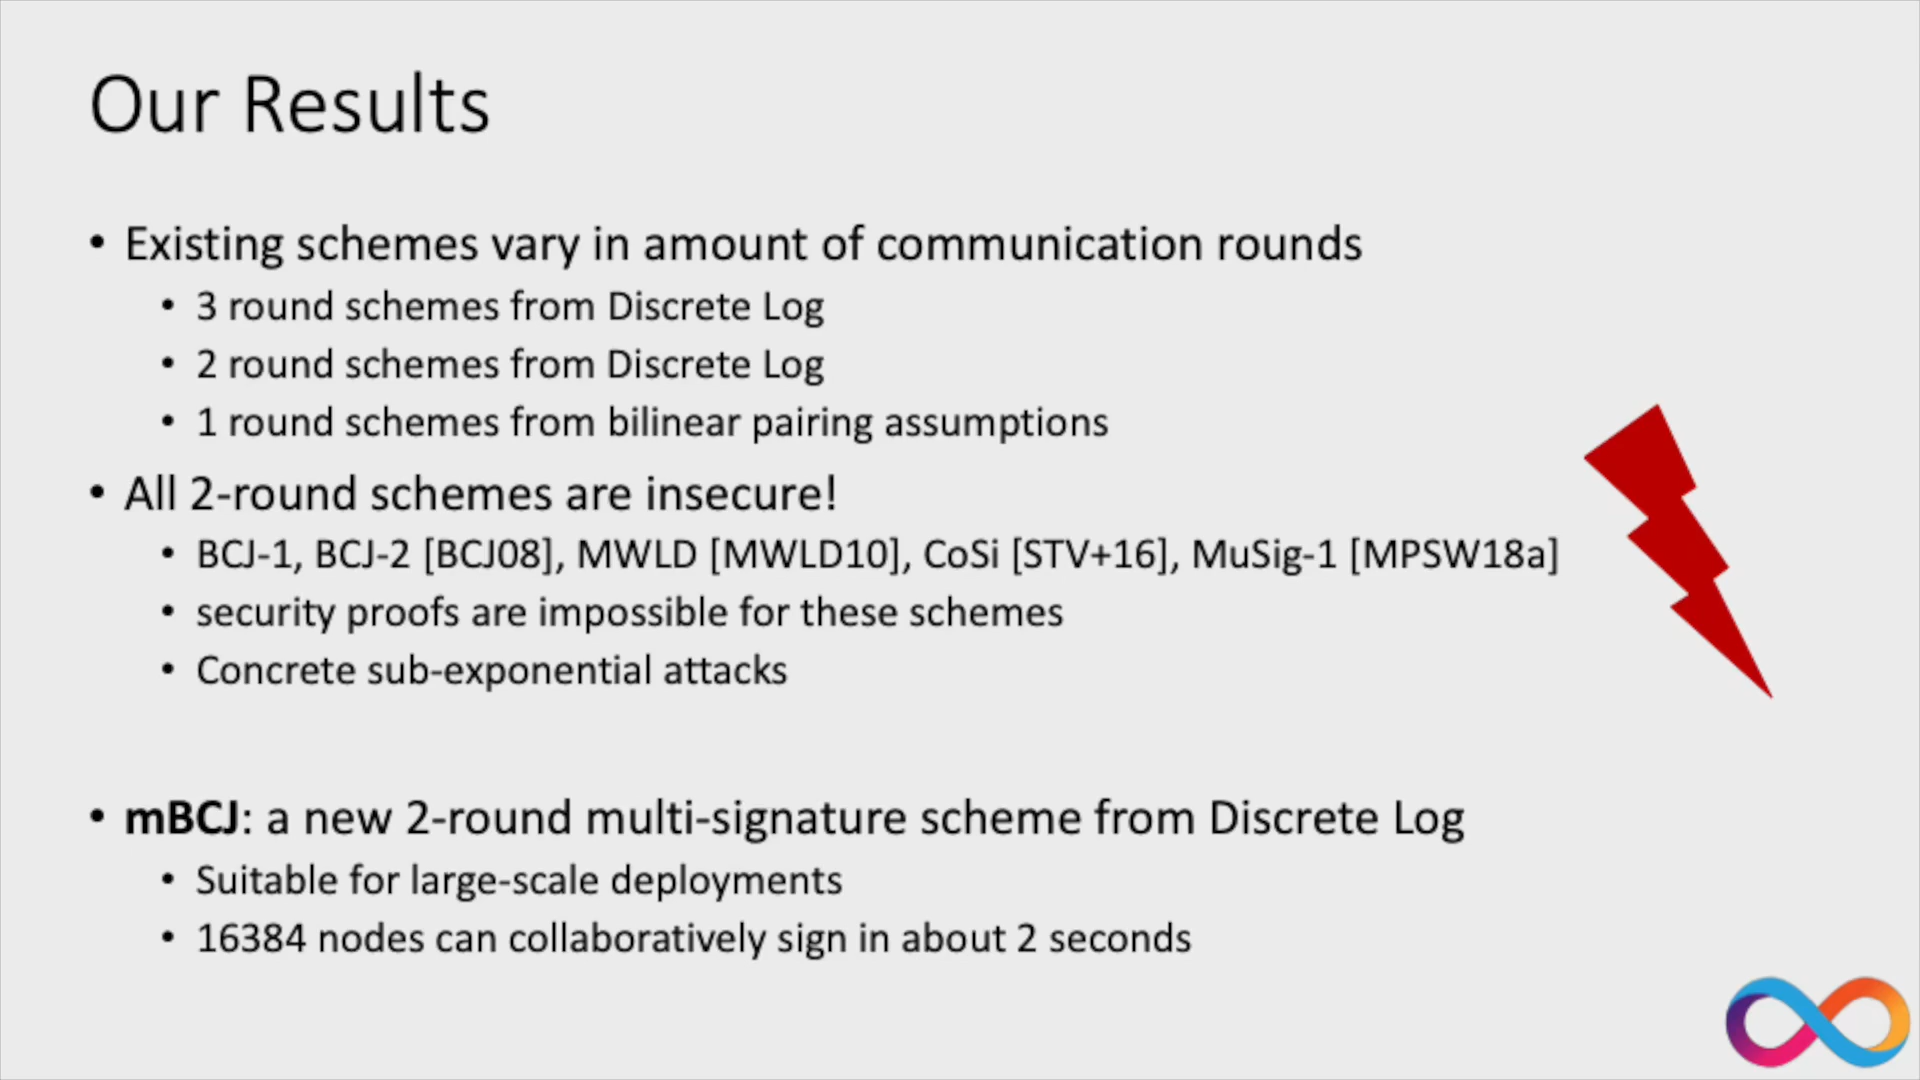 Our Results
• Existing schemes vary in amount of communication rounds
• 3 round schemes from Discrete Log
• 2 round schemes from Discrete Log
• 1 round schemes from bilinear pairing assumptions
• All 2-round schemes are insecure!
• BCJ-1, BCJ-2 [BCJ08], MWLD [MWLD10], CoSi [STV+16], MuSig-1 [MPSW18a]
• security proofs are impossible for these schemes
• Concrete sub-exponential attacks
• mBCJ: a new 2-round multi-signature scheme from Discrete Log
• Suitable for large-scale deployments
• 16384 nodes can collaboratively sign in about 2 seconds